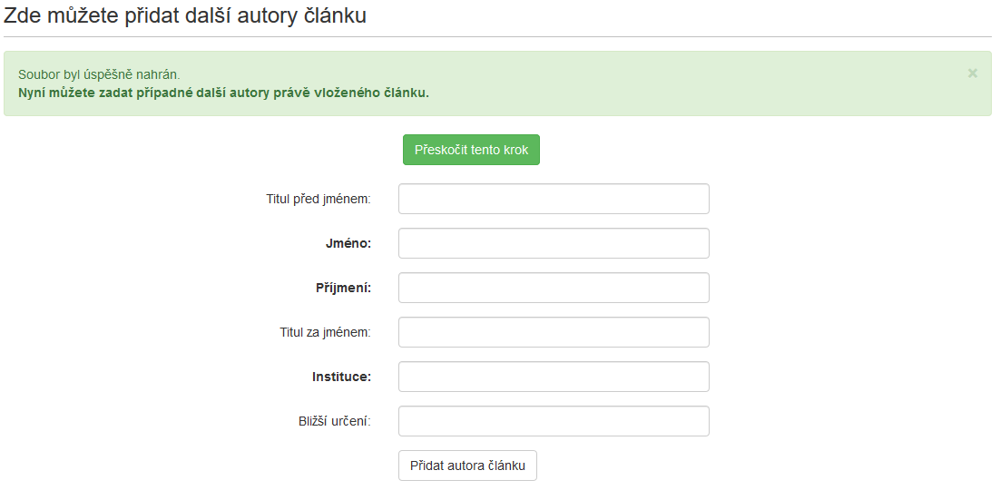 Zde můžete přidat další autory článku
Soubor byl úspěšně nahrán.
Nyní můžete zadat případné další autory právě vloženého článku.
×
Přeskočit tento krok
Titul před jménem:
Jméno:
Příjmení:
Titul za jménem:
Instituce:
Bližší určení:
Přidat autora článku